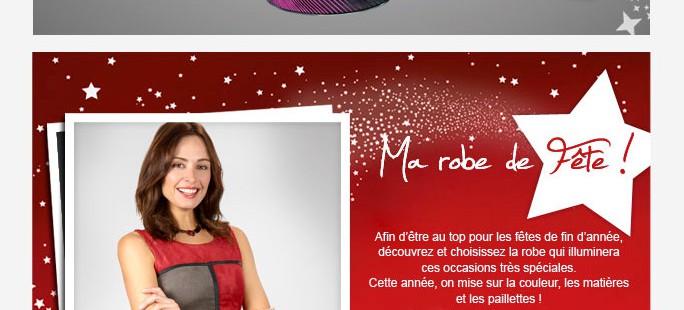 Ma robe de Fête !
Afin d'être au top pour les fêtes de fin d'année,
découvrez et choisissez la robe qui illuminera
ces occasions très spéciales.
Cette année, on mise sur la couleur, les matières
et les paillettes !